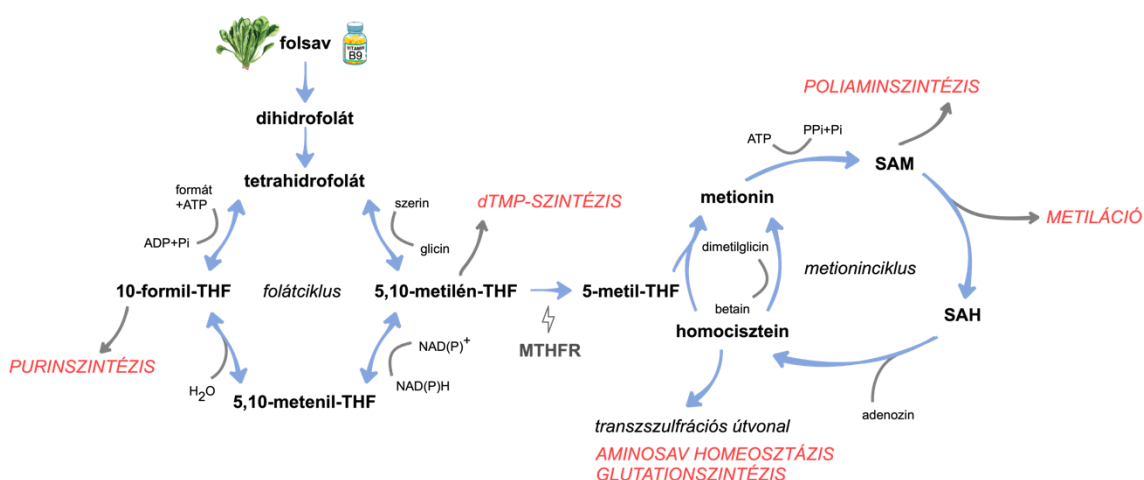 folsav
VITAMIN
B9
dihidrofolát
tetrahidrofolát
formát
+ATP
ADP+Pi
szerin
glicin
dTMP-SZINTÉZIS
10-formil-THF
folátciklus
5,10-metilén-THF
PURINSZINTÉZIS
H2O
NAD(P)+
NAD(P)H
5,10-metenil-THF
MTHFR
5-metil-THF
POLIAMINSZINTÉZIS
ATP
PPi+Pi
SAM
metionin
METILÁCIÓ
dimetilglicin
metioninciklus
betain
homocisztein
SAH
adenozin
transzszulfrációs útvonal
AMINOSAV HOMEOSZTÁZIS
GLUTATIONSZINTÉZIS